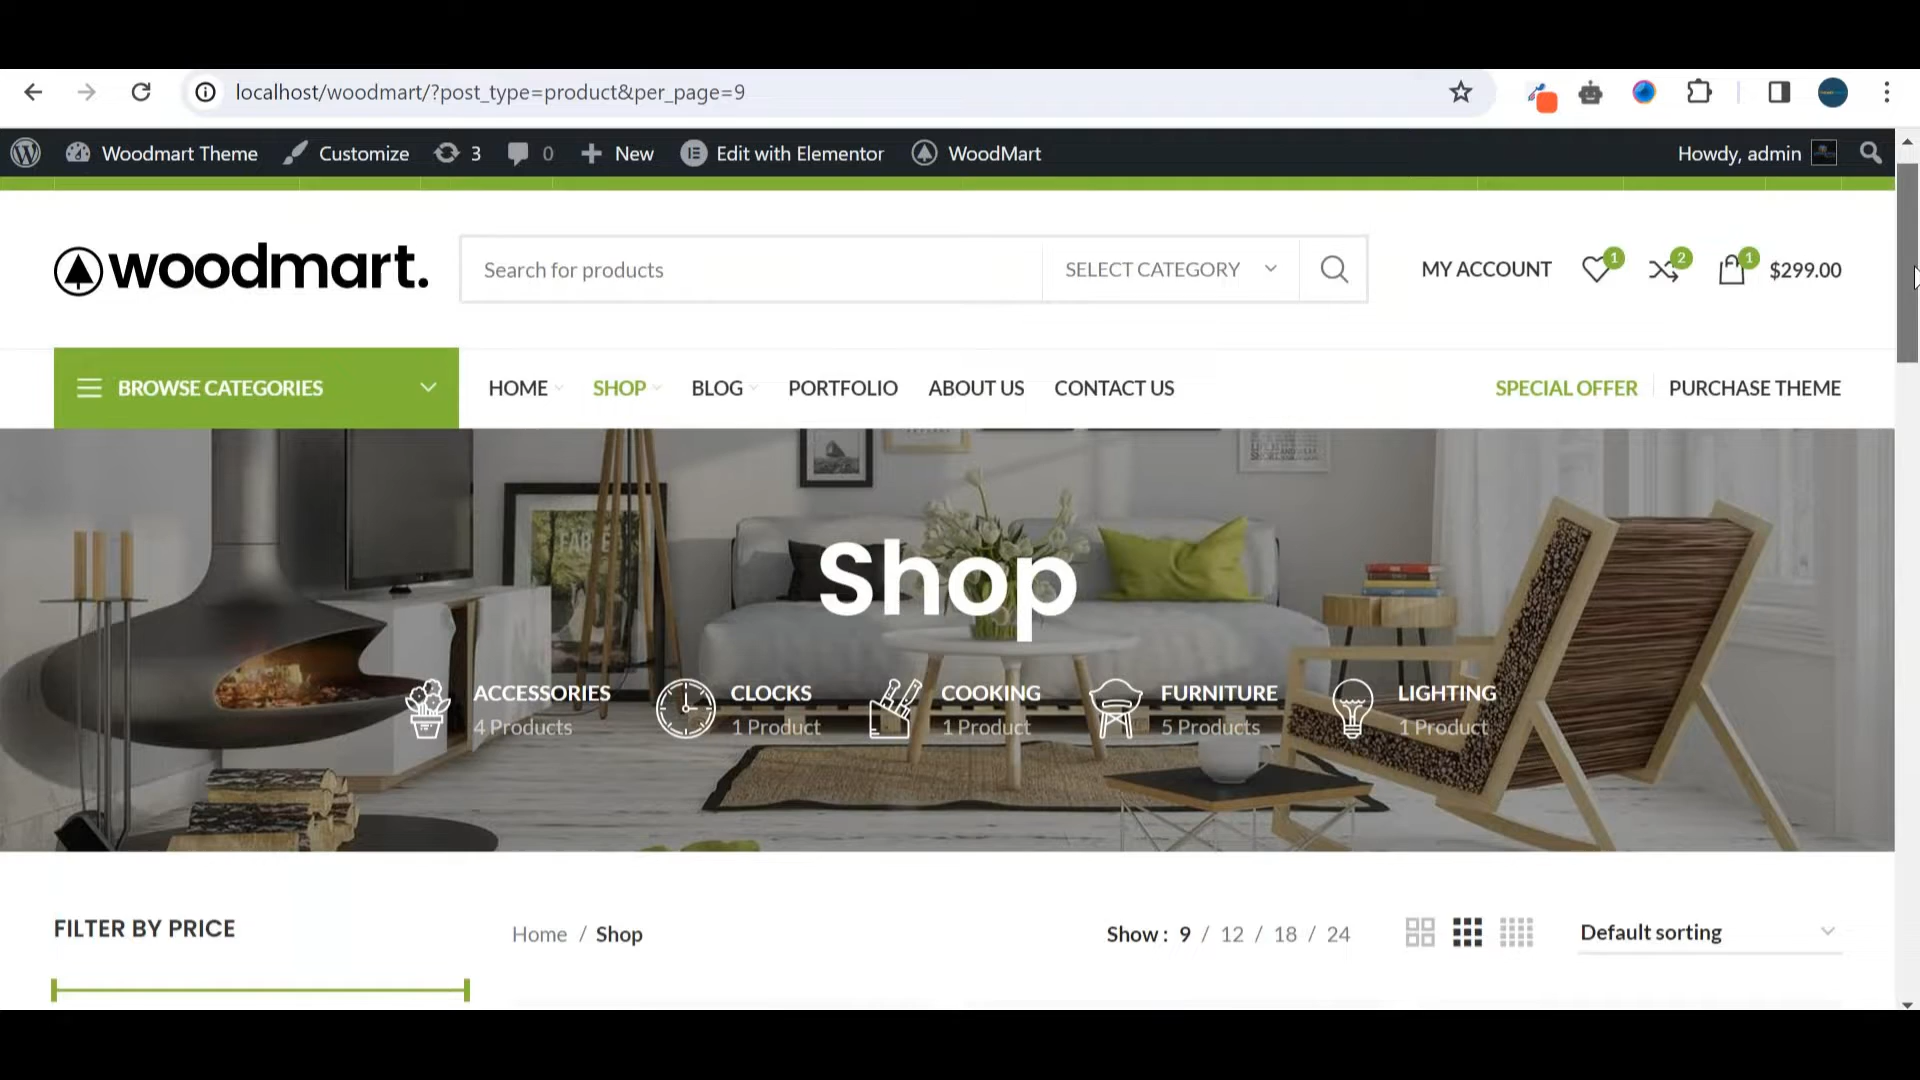 localhost/woodmart/?post_type=product&per_page=9
Woodmart Theme Customize 3 0 New Edit with Elementor WoodMart Howdy, admin
woodmart. Search for products SELECT CATEGORY MY ACCOUNT 1 2 1 $299.00
BROWSE CATEGORIES HOME SHOP BLOG PORTFOLIO ABOUT US CONTACT US SPECIAL OFFER PURCHASE THEME
Shop
ACCESSORIES CLOCKS COOKING FURNITURE LIGHTING
4 Products 1 Product 1 Product 5 Products 1 Product
FILTER BY PRICE Home / Shop Show : 9 / 12 / 18 / 24 Default sorting